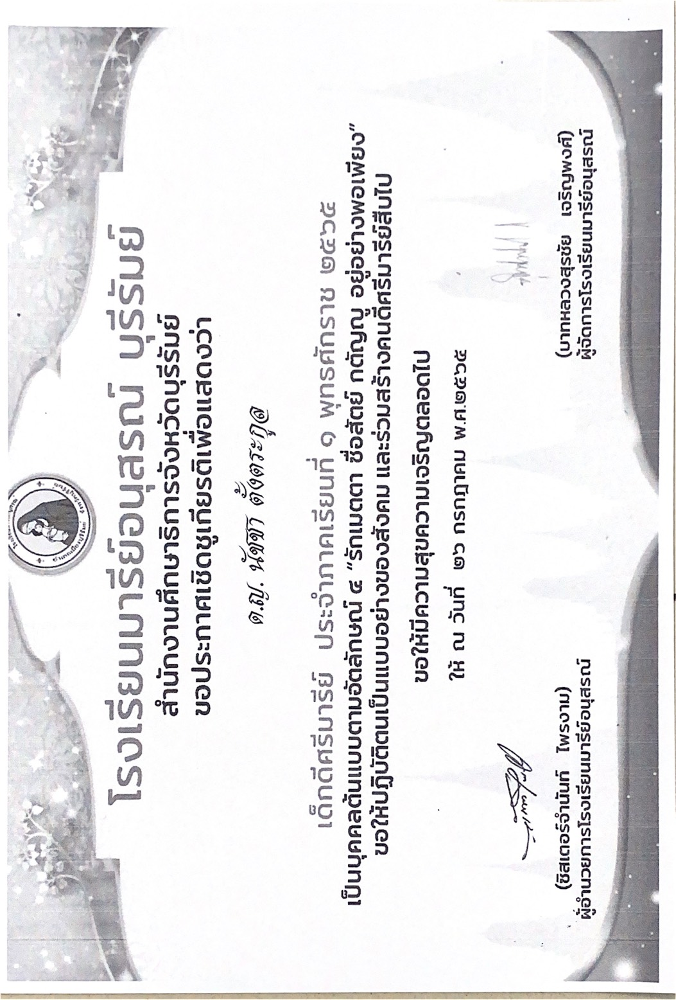 โรงเรียนมารีย์อนุสรณ์ บุรีรัมย์
สำนักงานศึกษาธิการจังหวัดบุรีรัมย์
ขอประกาศเชิดชูเกียรติเพื่อแสดงว่า
ด.ญ. นัชชา ตั้งตระกูล
เด็กดีศรีมารีย์ ประจำภาคเรียนที่ ๑ พุทธศักราช ๒๕๖๕
เป็นบุคคลต้นแบบตามอัตลักษณ์ ๔ "รักเมตตา ซื่อสัตย์ กตัญญู อยู่อย่างพอเพียง"
ขอให้ปฏิบัติตนเป็นแบบอย่างของสังคม และร่วมสร้างคนดีศรีมารีย์สืบไป
ขอให้มีความสุขความเจริญตลอดไป
ให้ ณ วันที่ ๒๖ กรกฎาคม พ.ศ.๒๕๖๕
(ซิสเตอร์จำนันท์ ไพรงาม)
ผู้อำนวยการโรงเรียนมารีย์อนุสรณ์
(บาทหลวงสุรชัย เจริญพงศ์)
ผู้จัดการโรงเรียนมารีย์อนุสรณ์